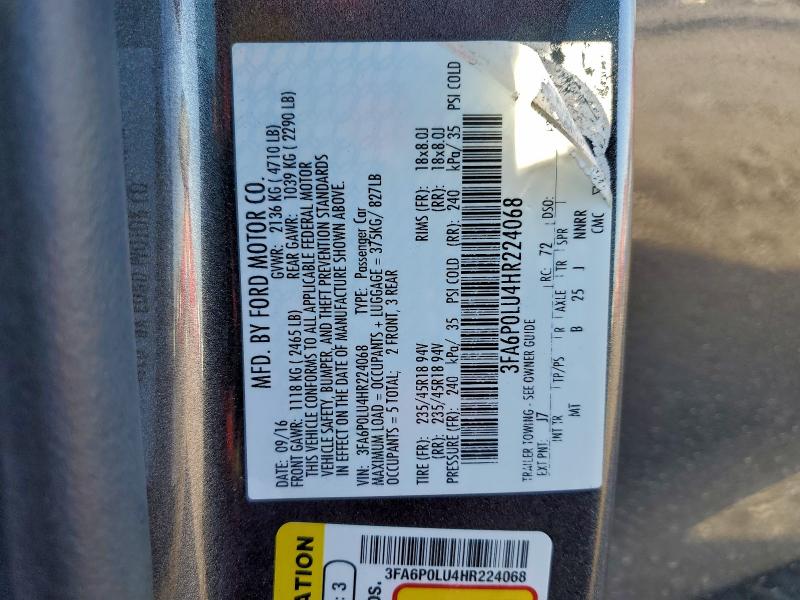 MFD. BY FORD MOTOR CO.
DATE: 09/16 GVWR: 2136 KG ( 4710 LB)
FRONT GAWR: 1118 KG ( 2465 LB) REAR GAWR: 1039 KG ( 2290 LB)
THIS VEHICLE CONFORMS TO ALL APPLICABLE FEDERAL MOTOR
VEHICLE SAFETY, BUMPER, AND THEFT PREVENTION STANDARDS
IN EFFECT ON THE DATE OF MANUFACTURE SHOWN ABOVE.
VIN: 3FA6P0LU4HR224068 TYPE: Passenger Car
MAXIMUM LOAD = OCCUPANTS + LUGGAGE = 375KG/ 827LB
OCCUPANTS = 5 TOTAL; 2 FRONT, 3 REAR
TIRE (FR): 235/45R18 94V RIMS (FR): 18x8.0J
(RR): 235/45R18 94V (RR): 18x8.0J
PRESSURE (FR): 240 kPa/ 35 PSI COLD (RR): 240 kPa/ 35 PSI COLD
3FA6P0LU4HR224068
TRAILER TOWING - SEE OWNER GUIDE
EXT PNT: J7 RC: 72 DSO:
INT TR TP/PS R AXLE TR SPR
MT B 25 J NNRR
CMC
ATION
: 3
os.
3FA6P0LU4HR224068